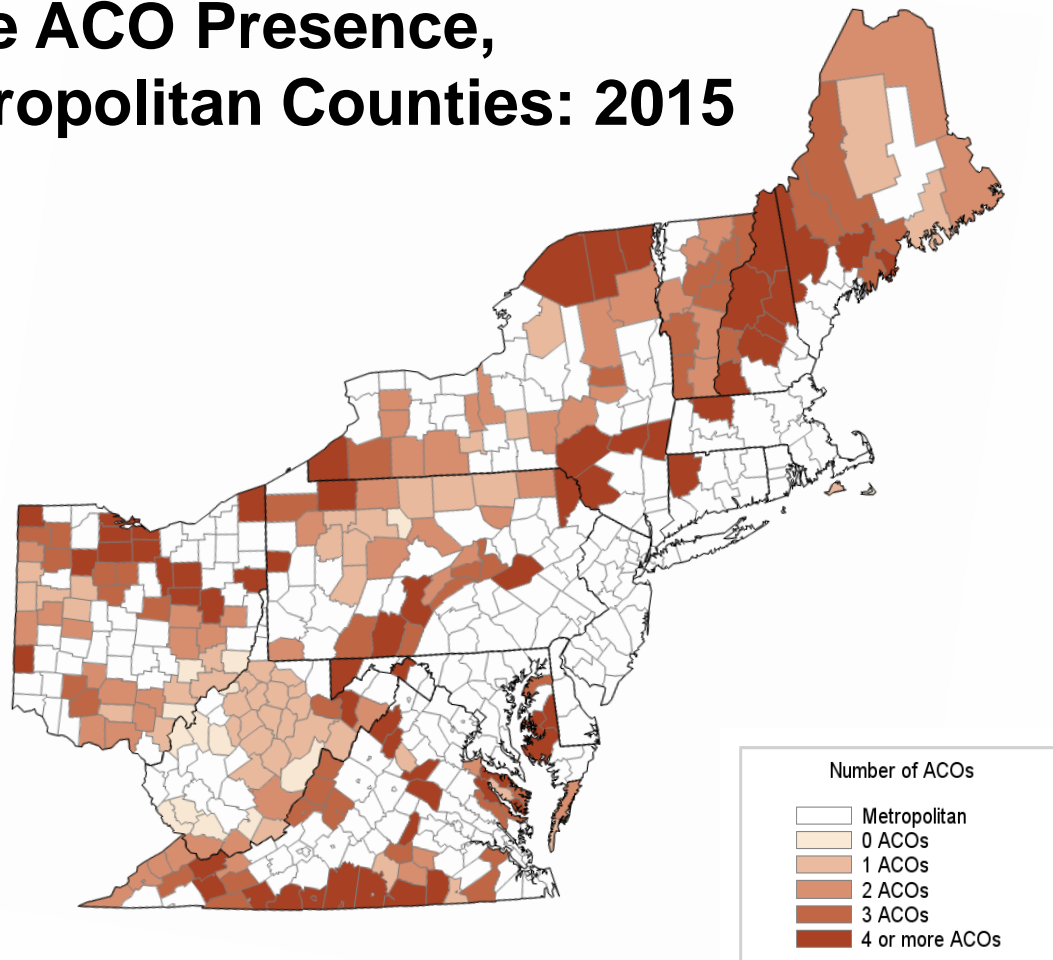 e ACO Presence,
ropolitan Counties: 2015
Number of ACOs
Metropolitan
0 ACOs
1 ACOs
2 ACOs
3 ACOs
4 or more ACOs